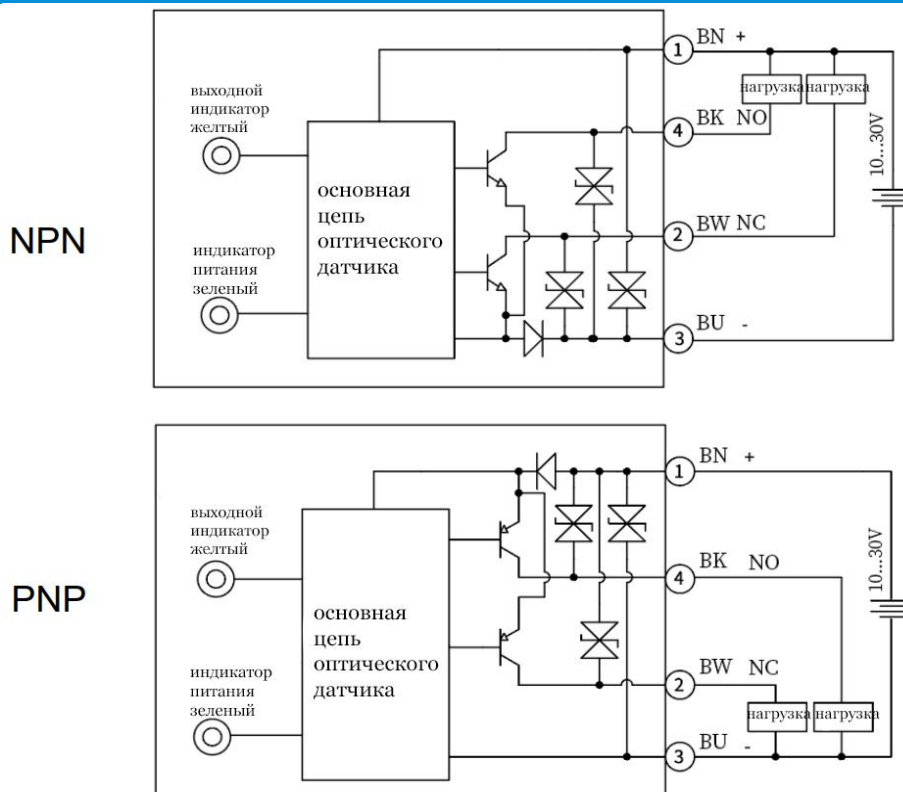 NPN
выходной
индикатор
желтый
индикатор
питания
зеленый
основная
цепь
оптического
датчика
1 BN +
4 BK NO
2 BW NC
3 BU -
нагрузка нагрузка
10...30V
PNP
выходной
индикатор
желтый
индикатор
питания
зеленый
основная
цепь
оптического
датчика
1 BN +
4 BK NO
2 BW NC
3 BU -
нагрузка нагрузка
10...30V